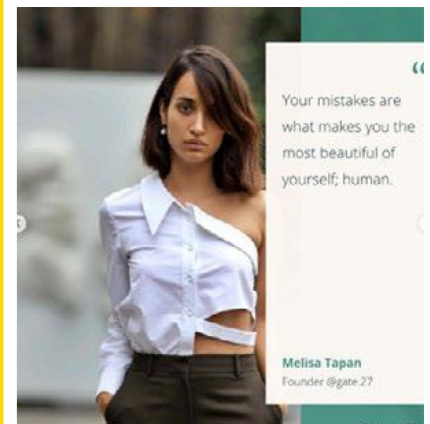 “
Your mistakes are
what makes you the
most beautiful of
yourself; human.
Melisa Tapan
Founder @gate.27